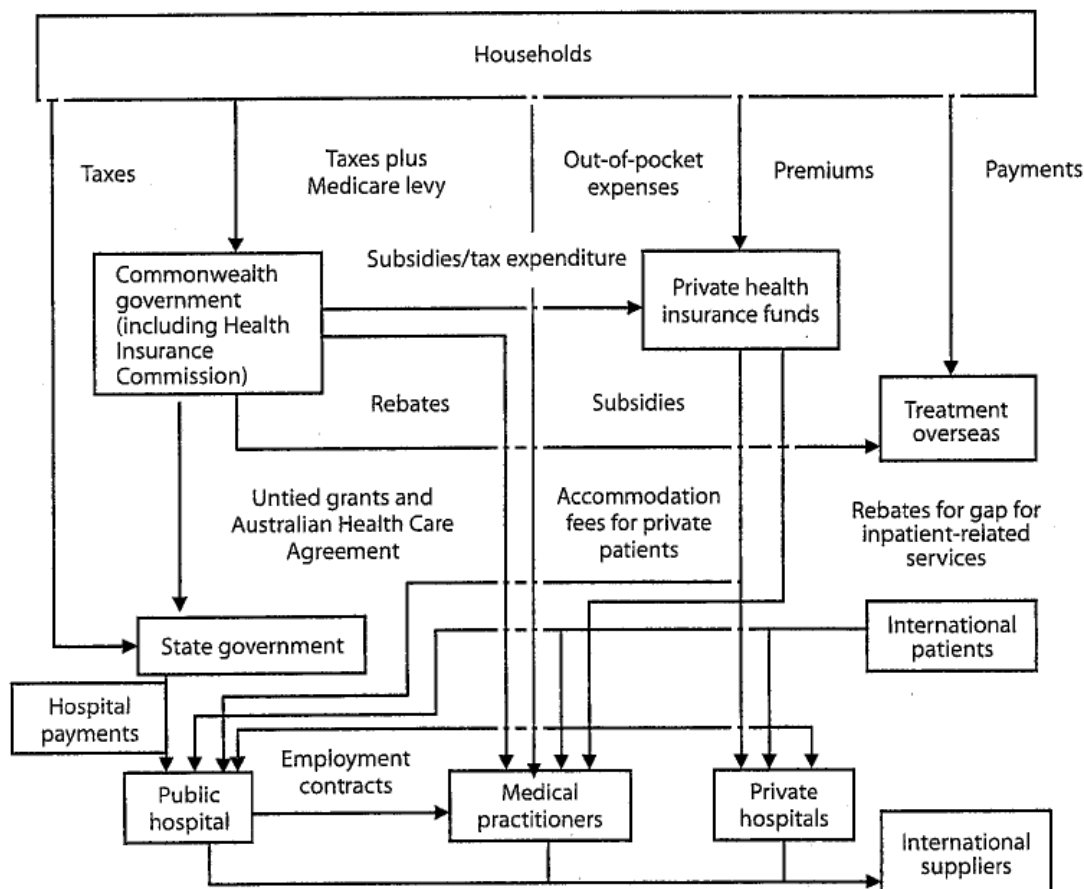 Households
Taxes
Taxes plus
Medicare levy
Out-of-pocket
expenses
Premiums
Payments
Commonwealth
government
(including Health
Insurance
Commission)
Subsidies/tax expenditure
Private health
insurance funds
Rebates
Subsidies
Treatment
overseas
Untied grants and
Australian Health Care
Agreement
Accommodation
fees for private
patients
Rebates for gap for
inpatient-related
services
State government
International
patients
Hospital
payments
Employment
contracts
Public
hospital
Medical
practitioners
Private
hospitals
International
suppliers